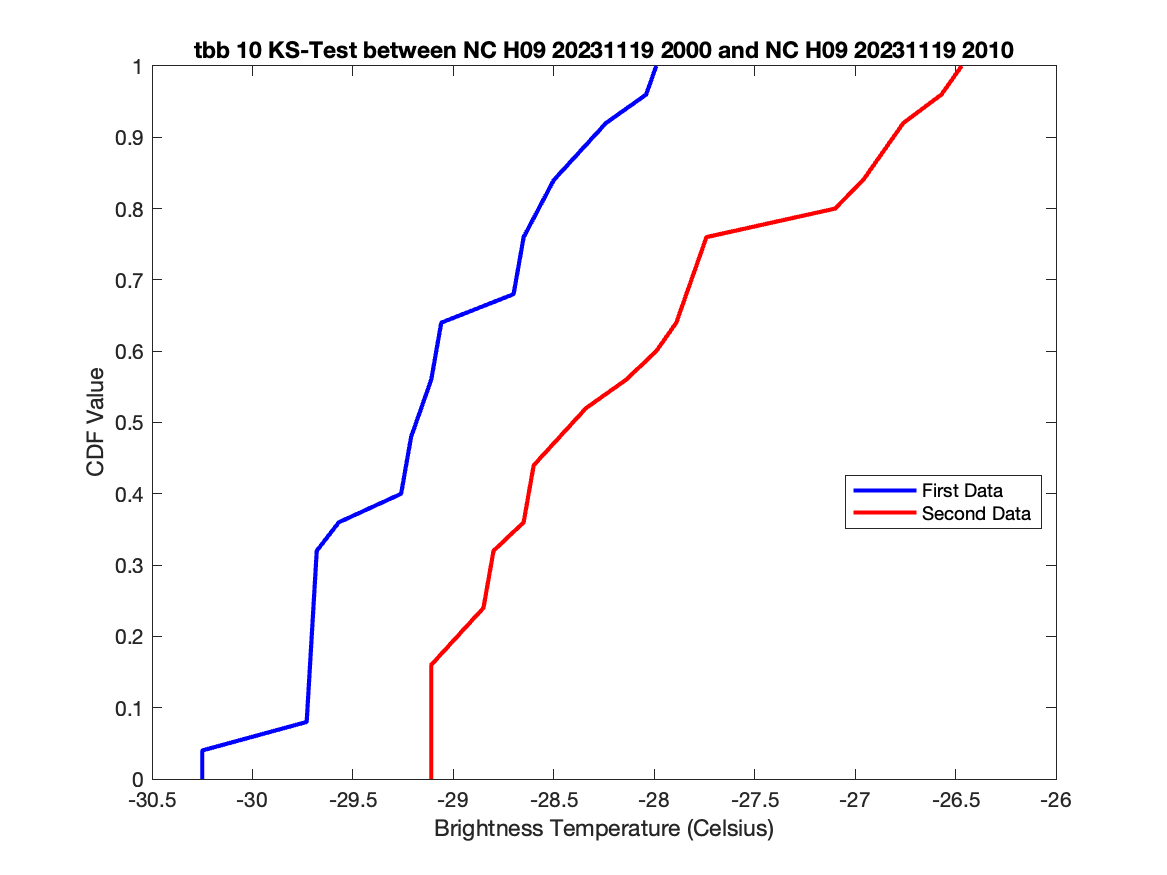 tbb 10 KS-Test between NC H09 20231119 2000 and NC H09 20231119 2010
1
0.9
0.8
0.7
0.6
0.5
0.4
0.3
0.2
0.1
0
CDF Value
First Data
Second Data
-30.5 -30 -29.5 -29 -28.5 -28 -27.5 -27 -26.5 -26
Brightness Temperature (Celsius)